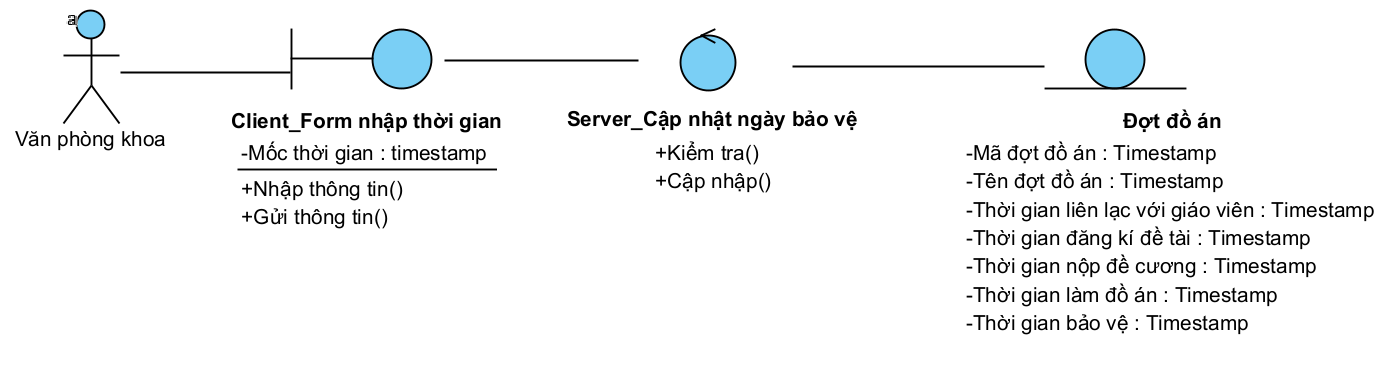 Văn phòng khoa
Client_Form nhập thời gian
-Mốc thời gian : timestamp
+Nhập thông tin()
+Gửi thông tin()
Server_Cập nhật ngày bảo vệ
+Kiểm tra()
+Cập nhập()
Đợt đồ án
-Mã đợt đồ án : Timestamp
-Tên đợt đồ án : Timestamp
-Thời gian liên lạc với giáo viên : Timestamp
-Thời gian đăng kí đề tài : Timestamp
-Thời gian nộp đề cương : Timestamp
-Thời gian làm đồ án : Timestamp
-Thời gian bảo vệ : Timestamp